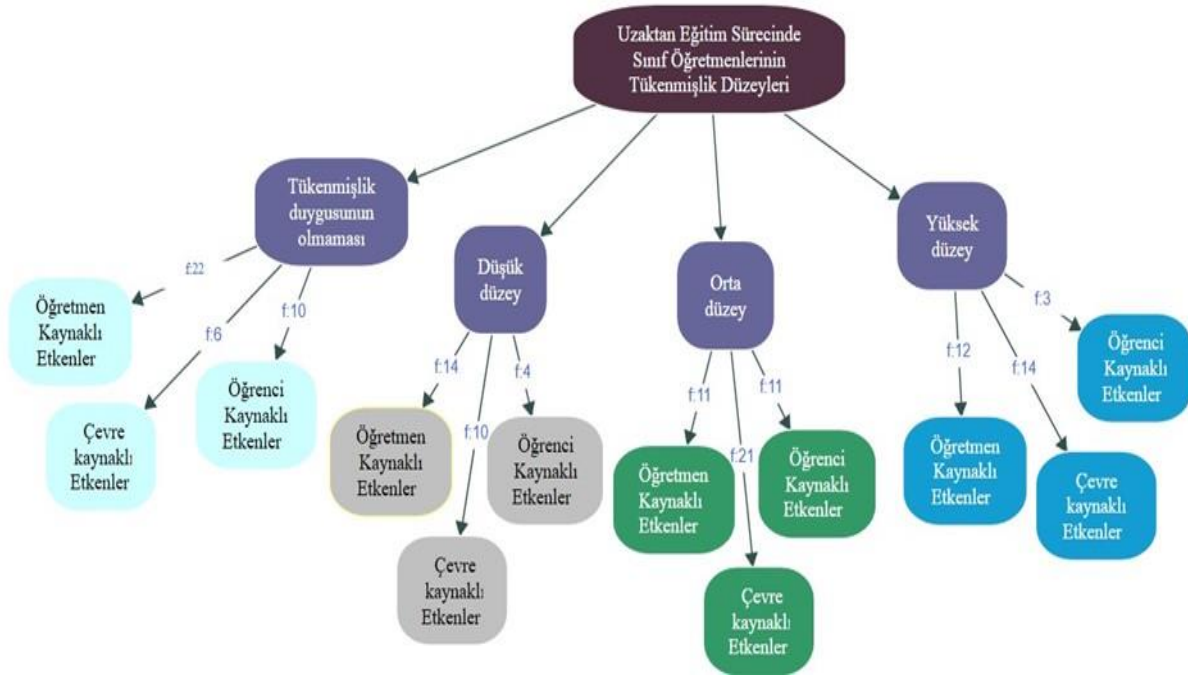 Uzaktan Eğitim Sürecinde
Sınıf Öğretmenlerinin
Tükenmişlik Düzeyleri
Tükenmişlik
duygusunun
olmaması
Düşük
düzey
Orta
düzey
Yüksek
düzey
f:22
f:6
f:10
f:14
f:10
f:4
f:11
f:21
f:11
f:12
f:14
f:3
Öğretmen
Kaynaklı
Etkenler
Çevre
kaynaklı
Etkenler
Öğrenci
Kaynaklı
Etkenler
Öğretmen
Kaynaklı
Etkenler
Çevre
kaynaklı
Etkenler
Öğrenci
Kaynaklı
Etkenler
Öğretmen
Kaynaklı
Etkenler
Çevre
kaynaklı
Etkenler
Öğrenci
Kaynaklı
Etkenler
Öğretmen
Kaynaklı
Etkenler
Çevre
kaynaklı
Etkenler
Öğrenci
Kaynaklı
Etkenler